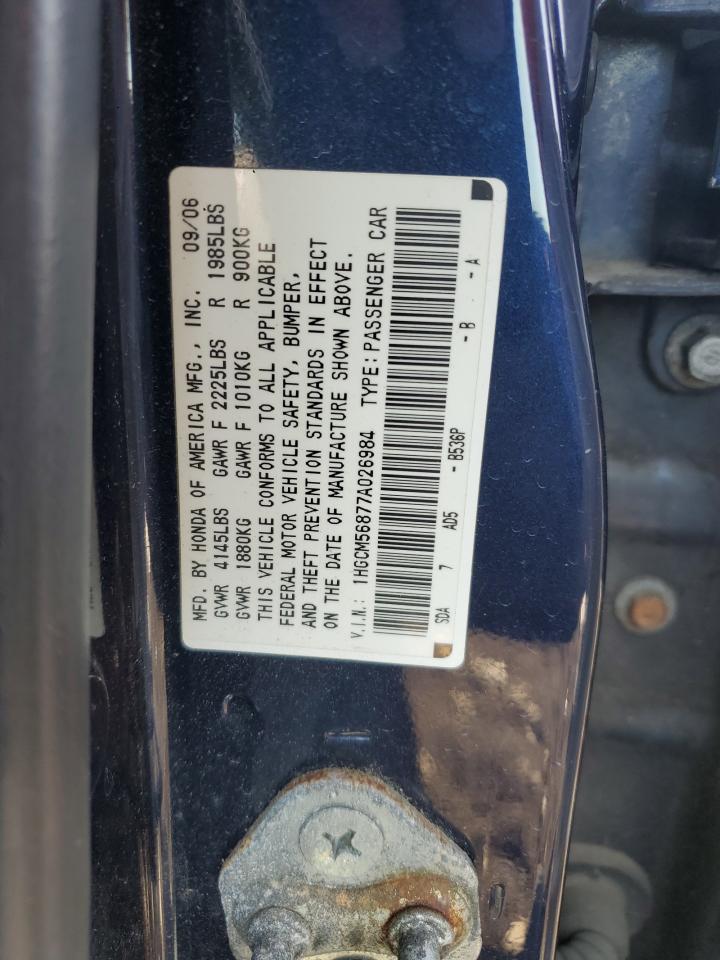 MFD. BY HONDA OF AMERICA MFG., INC. 09/06
GVWR 4145LBS GAWR F 2225LBS R 1985LBS
GVWR 1880KG GAWR F 1010KG R 900KG
THIS VEHICLE CONFORMS TO ALL APPLICABLE
FEDERAL MOTOR VEHICLE SAFETY, BUMPER,
AND THEFT PREVENTION STANDARDS IN EFFECT
ON THE DATE OF MANUFACTURE SHOWN ABOVE.
V.I.N.: 1HGCM56877A026984 TYPE: PASSENGER CAR
SDA 7 AD5 - B536P - B - A